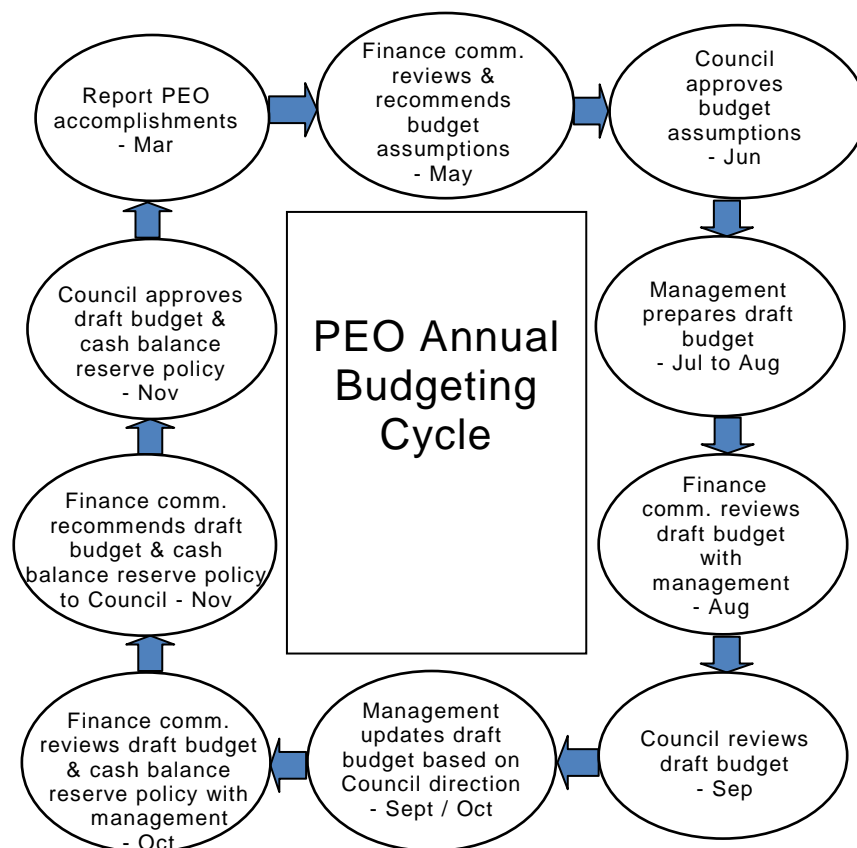 Report PEO
accomplishments
- Mar
Finance comm.
reviews &
recommends
budget
assumptions
- May
Council
approves
budget
assumptions
- Jun
Management
prepares draft
budget
- Jul to Aug
Finance
comm. reviews
draft budget
with
management
- Aug
Council reviews
draft budget
- Sep
Management
updates draft
budget based on
Council direction
- Sept / Oct
Finance comm.
reviews draft budget
& cash balance
reserve policy with
management
- Oct
Finance comm.
recommends draft
budget & cash
balance reserve policy
to Council - Nov
Council approves
draft budget &
cash balance
reserve policy
- Nov
PEO Annual
Budgeting
Cycle